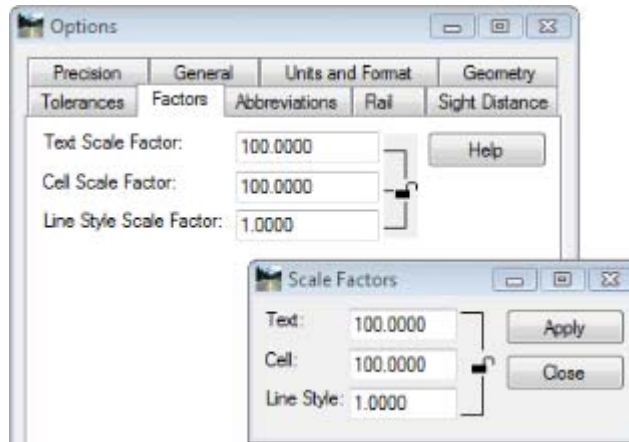 Options
Precision General Units and Format Geometry
Tolerances Factors Abbreviations Rail Sight Distance
Text Scale Factor: 100.0000 Help
Cell Scale Factor: 100.0000
Line Style Scale Factor: 1.0000
Scale Factors
Text: 100.0000 Apply
Cell: 100.0000 Close
Line Style: 1.0000